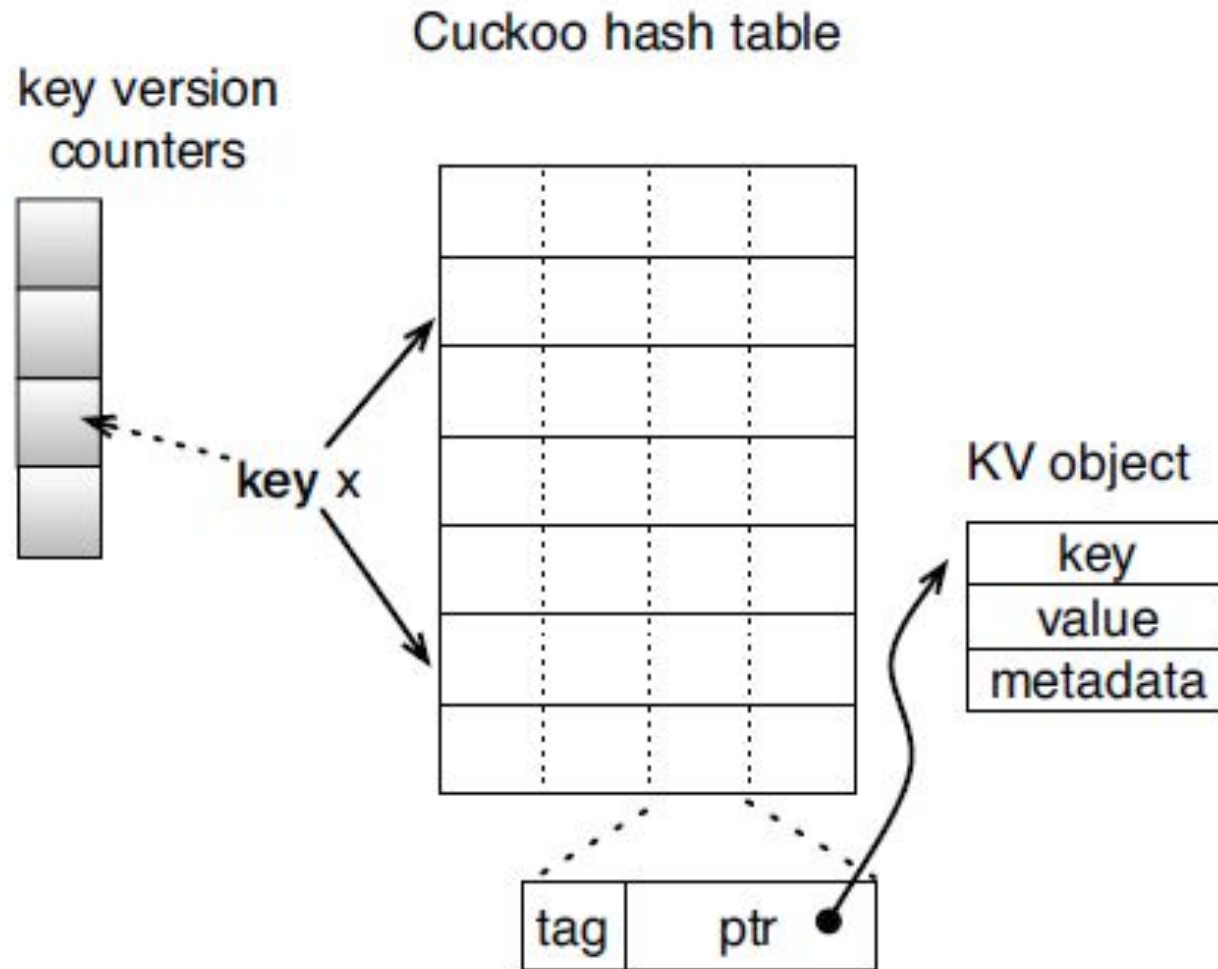 Cuckoo hash table
key version
counters
key x
KV object
key
value
metadata
tag
ptr